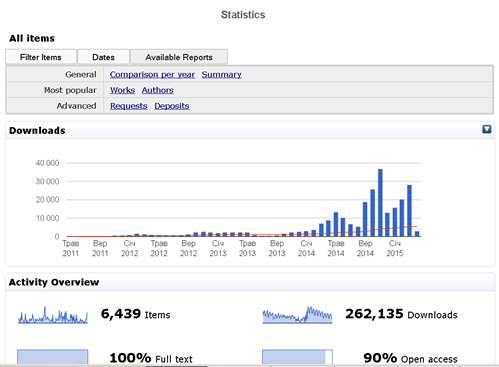 Statistics
All items
Filter Items Dates Available Reports
General Comparison per year Summary
Most popular Works Authors
Advanced Requests Deposits
Downloads
40 000
30 000
20 000
10 000
0
Трав Вер Січ Трав Вер Січ Трав Вер Січ Трав Вер Січ
2011 2011 2012 2012 2012 2013 2013 2013 2014 2014 2014 2015
Activity Overview
6,439 Items 262,135 Downloads
100% Full text 90% Open access